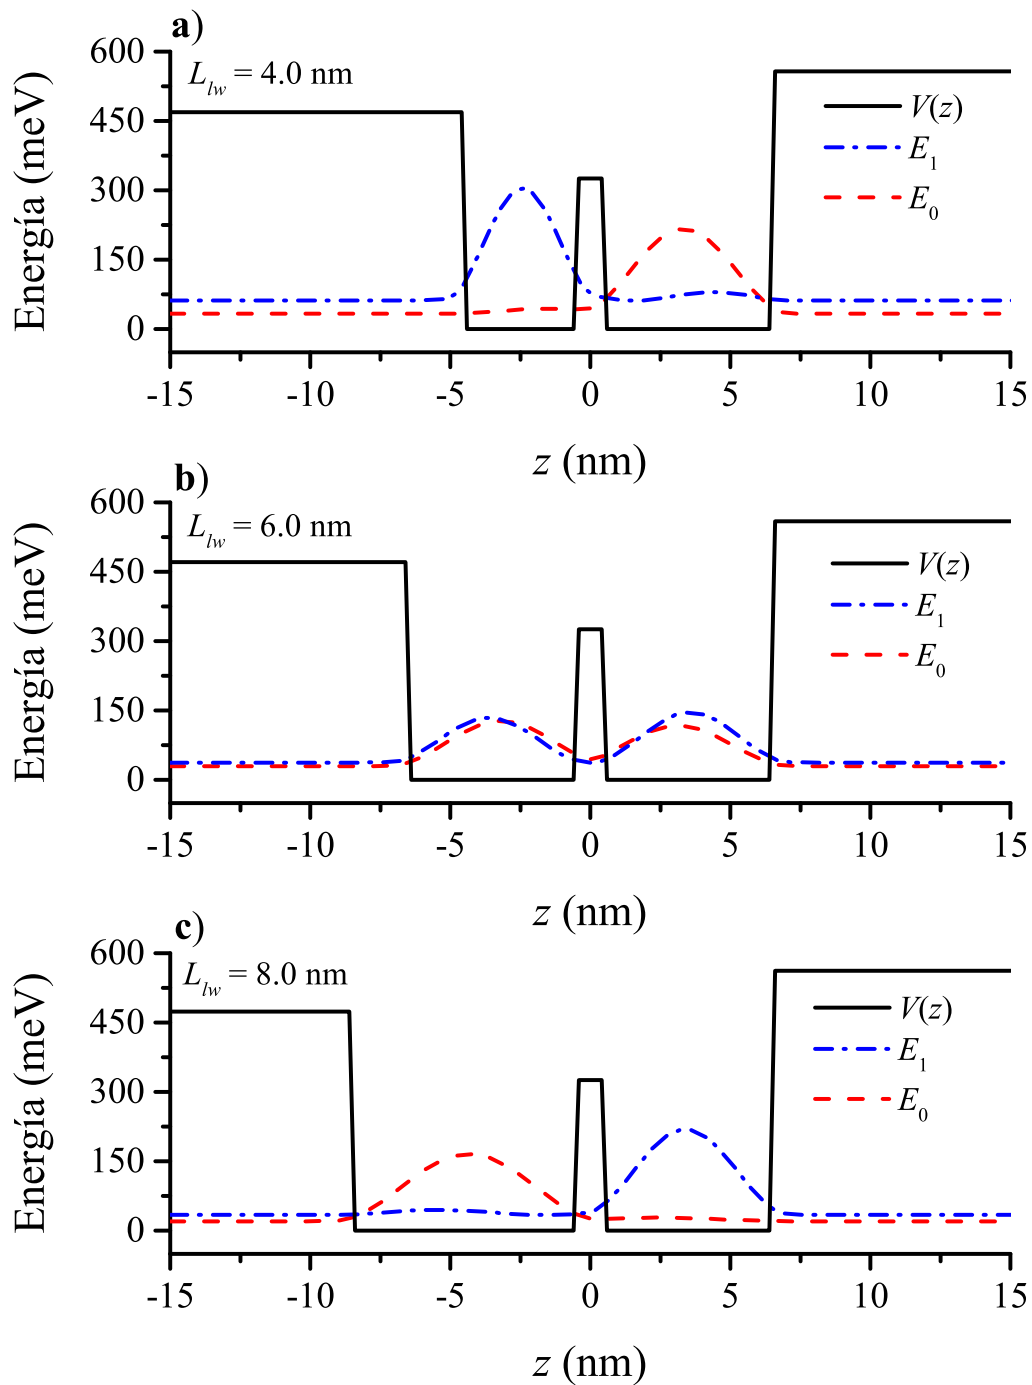 a)
600
L_lw = 4.0 nm
V(z)
450
E_1
300
E_0
150
0
Energía (meV)
-15 -10 -5 0 5 10 15
z (nm)
b)
600
L_lw = 6.0 nm
V(z)
450
E_1
300
E_0
150
0
Energía (meV)
-15 -10 -5 0 5 10 15
z (nm)
c)
600
L_lw = 8.0 nm
V(z)
450
E_1
300
E_0
150
0
Energía (meV)
-15 -10 -5 0 5 10 15
z (nm)